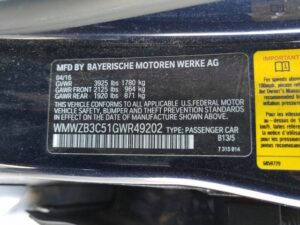 MFD BY BAYERISCHE MOTOREN WERKE AG
04/16
GVWR 3925 lbs 1780 kg
GAWR FRONT 2125 lbs 964 kg
GAWR REAR 1920 lbs 871 kg
THIS VEHICLE CONFORMS TO ALL APPLICABLE U.S.FEDERAL MOTOR
VEHICLE SAFETY, BUMPER AND THEFT PREVENTION STANDARDS
IN EFFECT ON THE DATE OF MANUFACTURE SHOWN ABOVE.
WMWZB3C51GWR49202 TYPE: PASSENGER CAR
B13/5
7 315 814
For speeds over